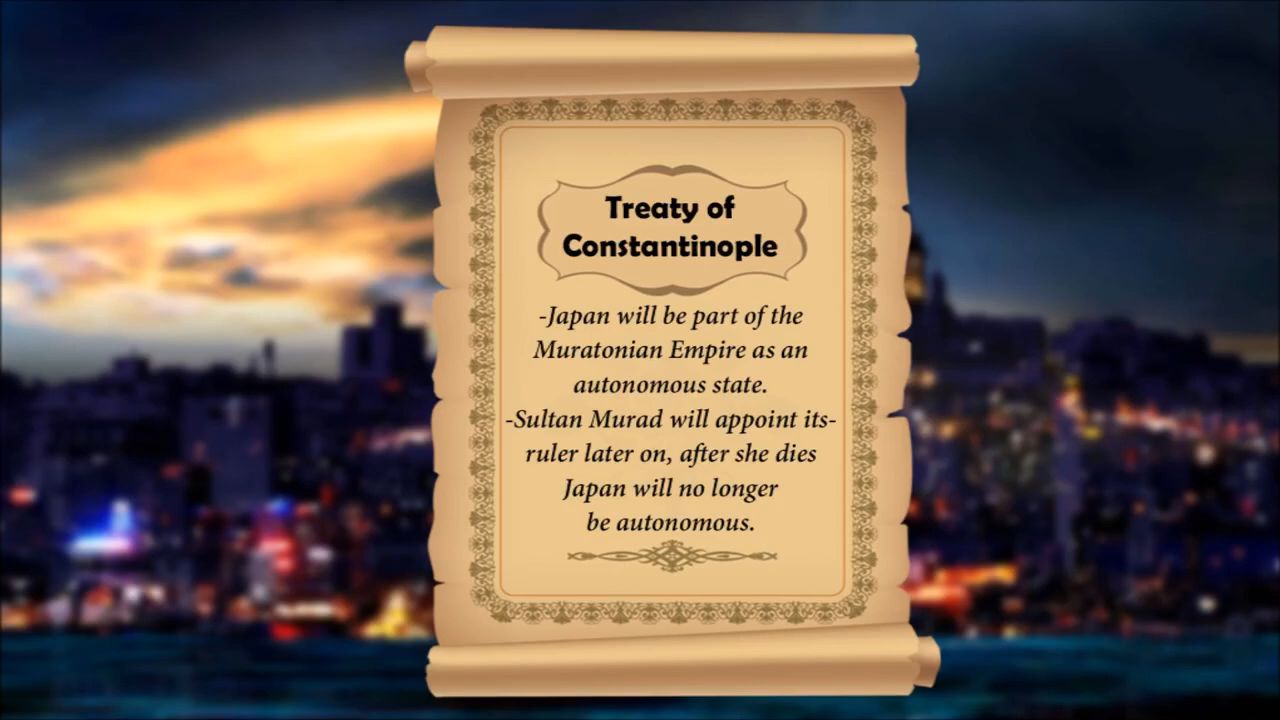 Treaty of
Constantinople
-Japan will be part of the
Muratonian Empire as an
autonomous state.
-Sultan Murad will appoint its-
ruler later on, after she dies
Japan will no longer
be autonomous.